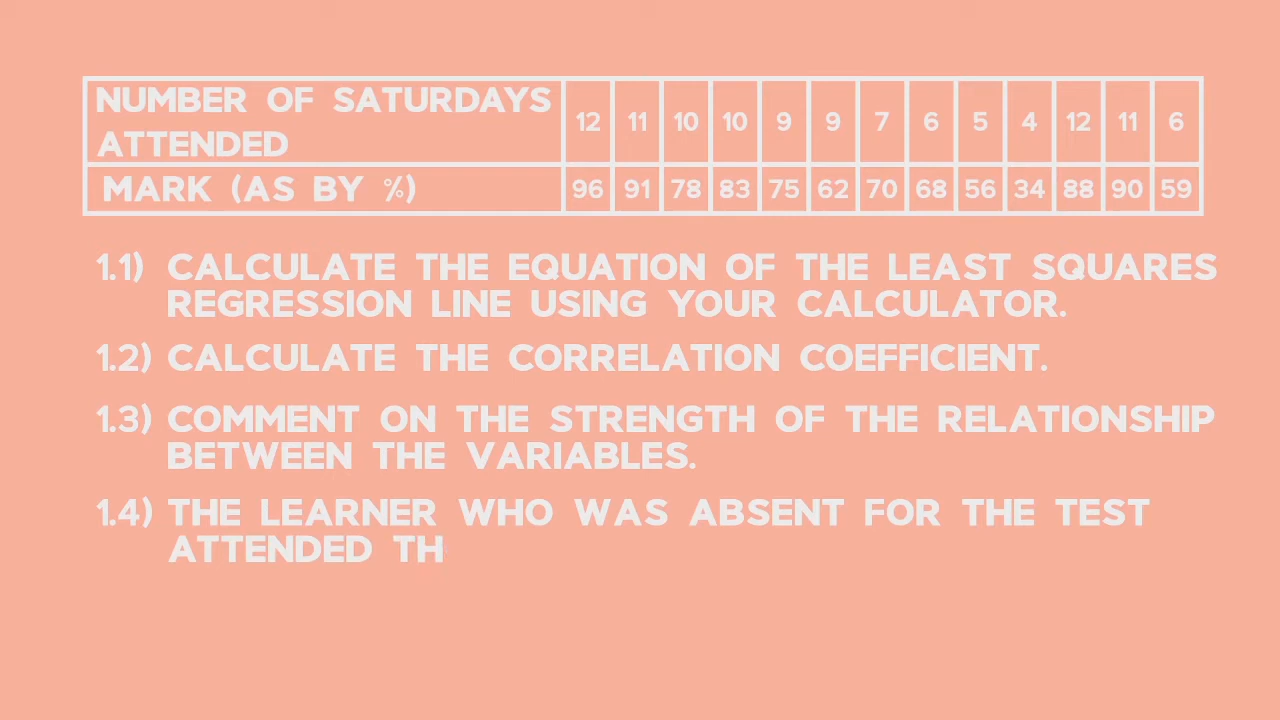 NUMBER OF SATURDAYS
ATTENDED
12 11 10 10 9 9 7 6 5 4 12 11 6
MARK (AS BY %) 96 91 78 83 75 62 70 68 56 34 88 90 59
1.1) CALCULATE THE EQUATION OF THE LEAST SQUARES
REGRESSION LINE USING YOUR CALCULATOR.
1.2) CALCULATE THE CORRELATION COEFFICIENT.
1.3) COMMENT ON THE STRENGTH OF THE RELATIONSHIP
BETWEEN THE VARIABLES.
1.4) THE LEARNER WHO WAS ABSENT FOR THE TEST
ATTENDED TH